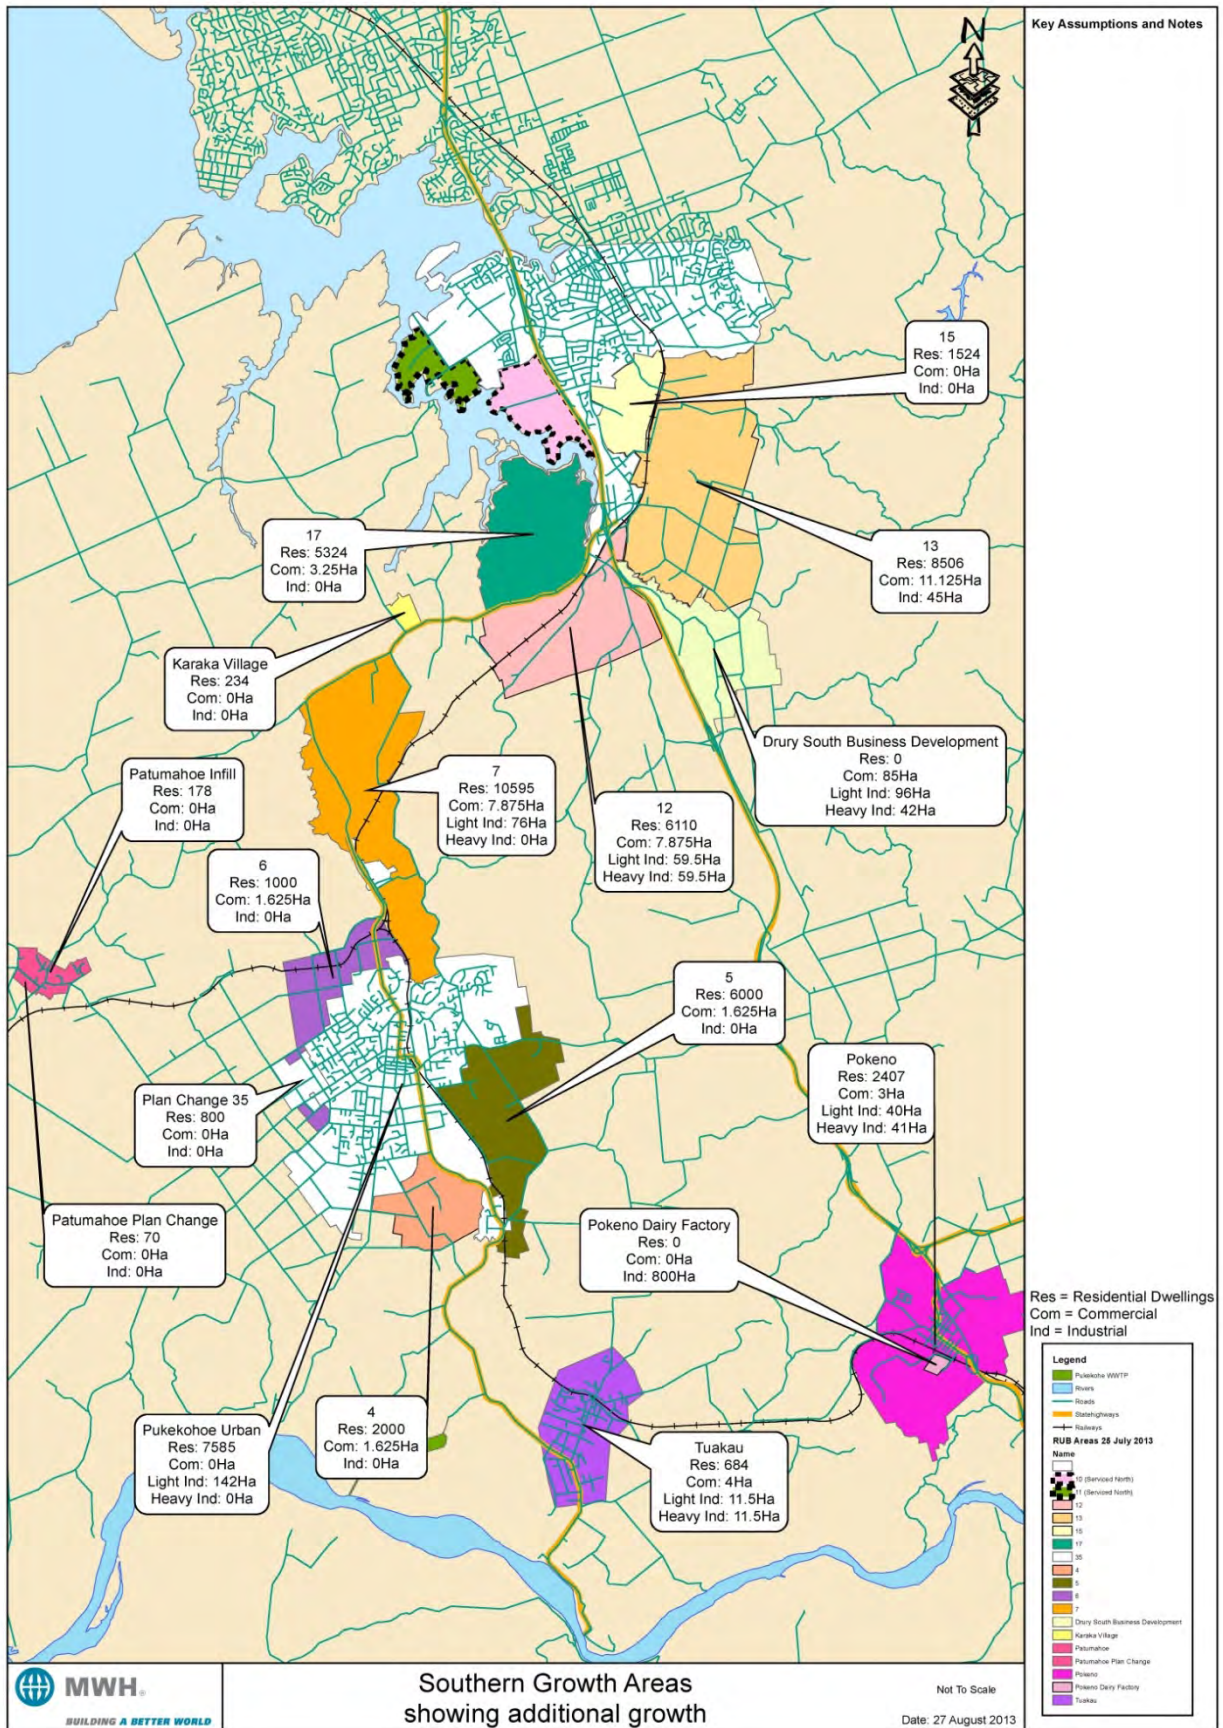 Key Assumptions and Notes
N
15
Res: 1524
Com: 0Ha
Ind: 0Ha
17
Res: 5324
Com: 3.25Ha
Ind: 0Ha
13
Res: 8506
Com: 11.125Ha
Ind: 45Ha
Karaka Village
Res: 234
Com: 0Ha
Ind: 0Ha
Drury South Business Development
Res: 0
Com: 85Ha
Light Ind: 96Ha
Heavy Ind: 42Ha
Patumahoe Infill
Res: 178
Com: 0Ha
Ind: 0Ha
7
Res: 10595
Com: 7.875Ha
Light Ind: 76Ha
Heavy Ind: 0Ha
12
Res: 6110
Com: 7.875Ha
Light Ind: 59.5Ha
Heavy Ind: 59.5Ha
6
Res: 1000
Com: 1.625Ha
Ind: 0Ha
5
Res: 6000
Com: 1.625Ha
Ind: 0Ha
Pokeno
Res: 2407
Com: 3Ha
Light Ind: 40Ha
Heavy Ind: 41Ha
Plan Change 35
Res: 800
Com: 0Ha
Ind: 0Ha
Patumahoe Plan Change
Res: 70
Com: 0Ha
Ind: 0Ha
Pokeno Dairy Factory
Res: 0
Com: 0Ha
Ind: 800Ha
Pukekohoe Urban
Res: 7585
Com: 0Ha
Light Ind: 142Ha
Heavy Ind: 0Ha
4
Res: 2000
Com: 1.625Ha
Ind: 0Ha
Tuakau
Res: 684
Com: 4Ha
Light Ind: 11.5Ha
Heavy Ind: 11.5Ha
Res = Residential Dwellings
Com = Commercial
Ind = Industrial
Legend
Pukekohe WWTP
Rivers
Roads
Statehighways
Railways
RUB Areas 25 July 2013
Name
10 (Serviced North)
11 (Serviced North)
12
13
15
17
35
4
5
6
7
Drury South Business Development
Karaka Village
Patumahoe
Patumahoe Plan Change
Pokeno
Pokeno Dairy Factory
Tuakau
MWH®
BUILDING A BETTER WORLD
Southern Growth Areas
showing additional growth
Not To Scale
Date: 27 August 2013